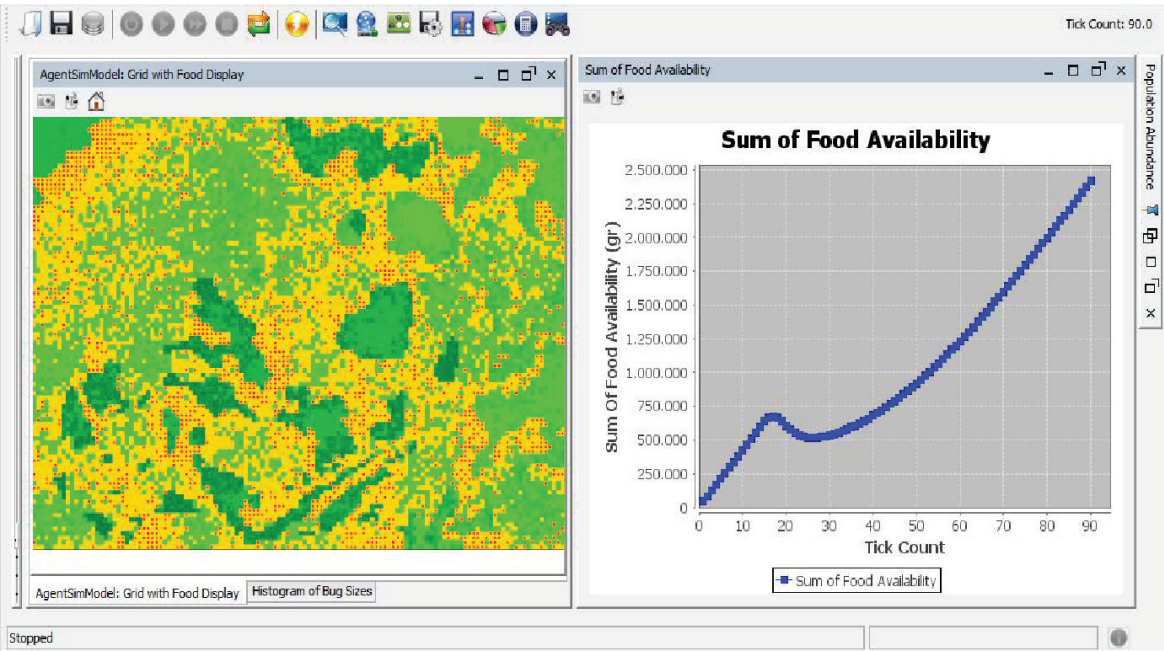 Tick Count: 90.0
AgentSimModel: Grid with Food Display
Sum of Food Availability
Population Abundance
Sum of Food Availability
Sum Of Food Availability (gr)
2.500.000
2.250.000
2.000.000
1.750.000
1.500.000
1.250.000
1.000.000
750.000
500.000
250.000
0
0 10 20 30 40 50 60 70 80 90
Tick Count
Sum of Food Availability
AgentSimModel: Grid with Food Display
Histogram of Bug Sizes
Stopped